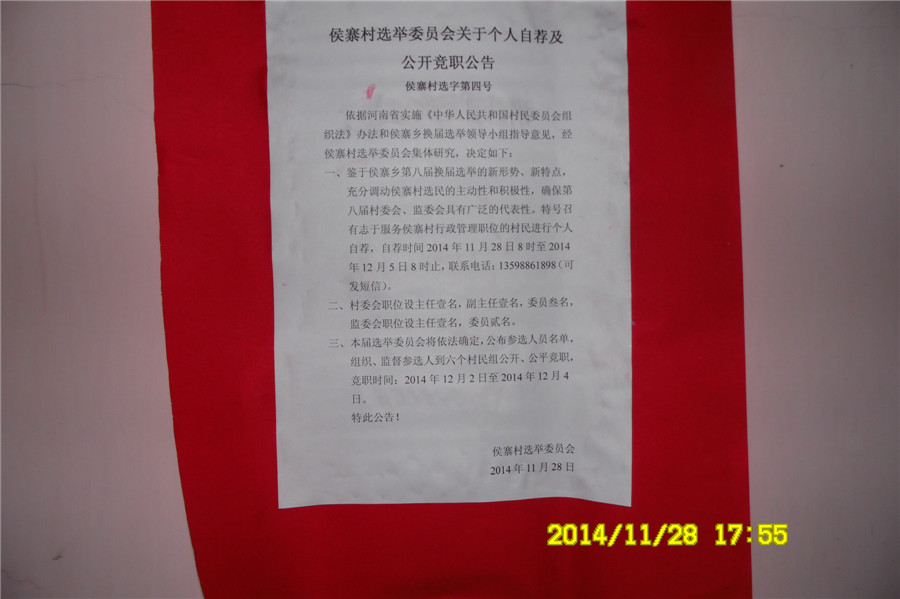 侯寨村选举委员会关于个人自荐及
公开竞职公告
侯寨村选字第四号
依据河南省实施《中华人民共和国村民委员会组
织法》办法和侯寨乡换届选举领导小组指导意见，经
侯寨村选举委员会集体研究，决定如下：
一、鉴于侯寨乡第八届换届选举的新形势、新特点，
充分调动侯寨村选民的主动性和积极性，确保第
八届村委会、监委会具有广泛的代表性。特号召
有志于服务侯寨村行政管理职位的村民进行个人
自荐，自荐时间2014年11月28日8时至2014
年12月5日8时止，联系电话：13598861898（可
发短信）。
二、村委会职位设主任壹名，副主任壹名，委员叁名，
监委会职位设主任壹名，委员贰名。
三、本届选举委员会将依法确定，公布参选人员名单，
组织、监督参选人到六个村民组公开、公平竞职，
竞职时间：2014年12月2日至2014年12月4
日。
特此公告！
侯寨村选举委员会
2014年11月28日
2014/11/28 17:55